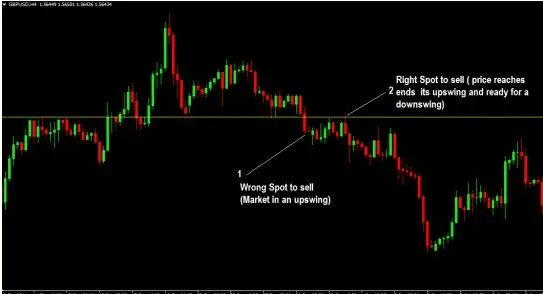 GBPUSD,H4 1.56449 1.56501 1.56426 1.56434
Right Spot to sell ( price reaches
2 ends its upswing and ready for a
downswing)
1
Wrong Spot to sell
(Market in an upswing)